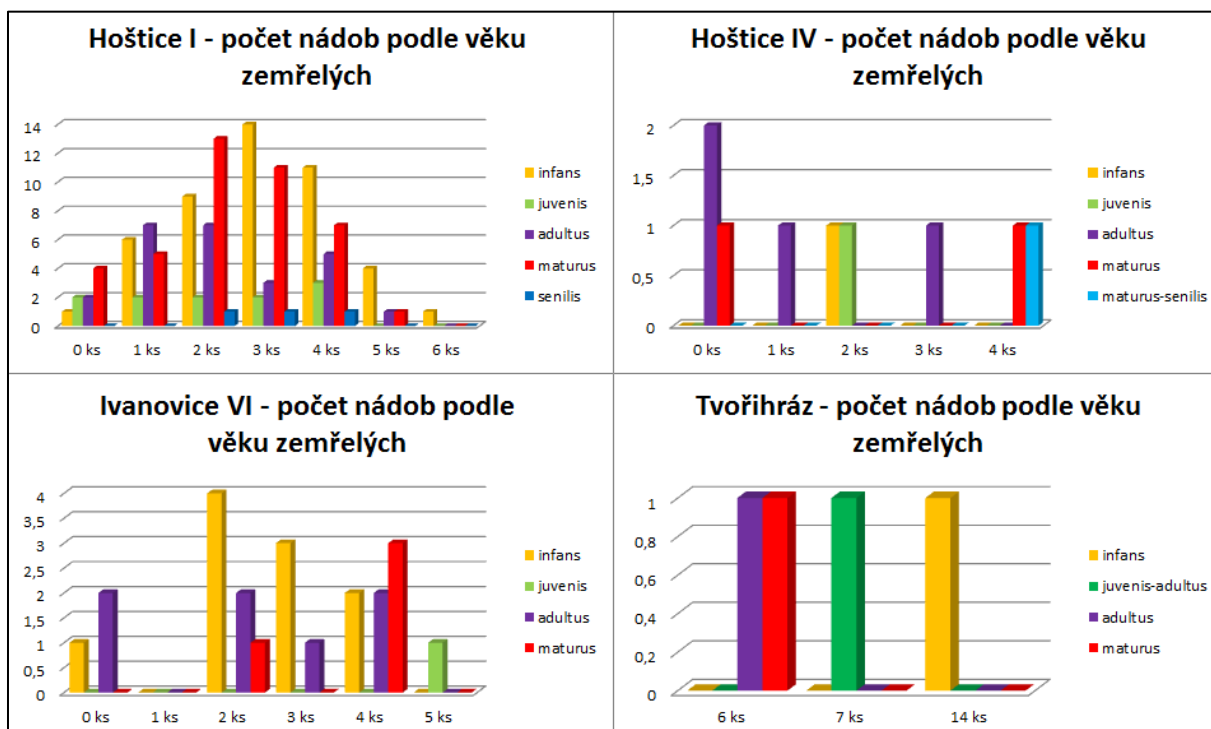 Hoštice I - počet nádob podle věku
zemřelých
14
12
10
8
6
4
2
0
0 ks 1 ks 2 ks 3 ks 4 ks 5 ks 6 ks
infans
juvenis
adultus
maturus
senilis
Hoštice IV - počet nádob podle věku
zemřelých
2
1,5
1
0,5
0
0 ks 1 ks 2 ks 3 ks 4 ks
infans
juvenis
adultus
maturus
maturus-senilis
Ivanovice VI - počet nádob podle
věku zemřelých
4
3,5
3
2,5
2
1,5
1
0,5
0
0 ks 1 ks 2 ks 3 ks 4 ks 5 ks
infans
juvenis
adultus
maturus
Tvořihráz - počet nádob podle věku
zemřelých
1
0,8
0,6
0,4
0,2
0
6 ks 7 ks 14 ks
infans
juvenis-adultus
adultus
maturus